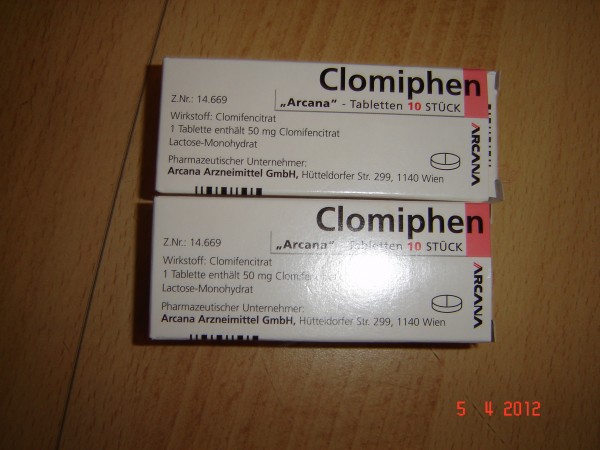 Clomiphen
Z.Nr.: 14.669
„Arcana“ - Tabletten 10 STÜCK
Wirkstoff: Clomifencitrat
1 Tablette enthält 50 mg Clomifencitrat
Lactose-Monohydrat
Pharmazeutischer Unternehmer:
Arcana Arzneimittel GmbH, Hütteldorfer Str. 299, 1140 Wien
ARCANA
Clomiphen
Z.Nr.: 14.669
„Arcana“ - Tabletten 10 STÜCK
Wirkstoff: Clomifencitrat
1 Tablette enthält 50 mg
Lactose-Monohydrat
Pharmazeutischer Unternehmer:
Arcana Arzneimittel GmbH, Hütteldorfer Str. 299, 1140 Wien
ARCANA
5 4 2012